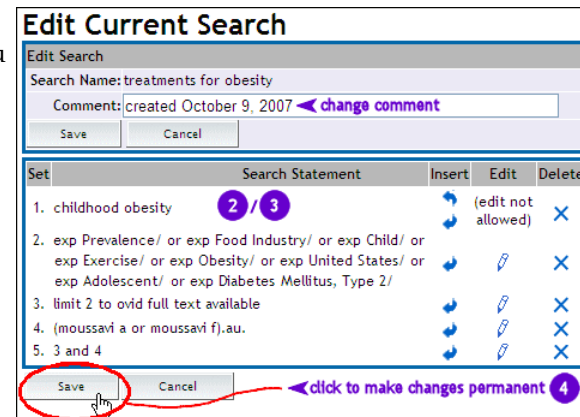 Edit Current Search
u
Edit Search
Search Name: treatments for obesity
Comment: created October 9, 2007 change comment
Save Cancel
Set Search Statement Insert Edit Delete
1. childhood obesity 2 / 3 (edit not allowed)
2. exp Prevalence/ or exp Food Industry/ or exp Child/ or
exp Exercise/ or exp Obesity/ or exp United States/ or
exp Adolescent/ or exp Diabetes Mellitus, Type 2/
3. limit 2 to ovid full text available
4. (moussavi a or moussavi f).au.
5. 3 and 4
Save Cancel click to make changes permanent 4